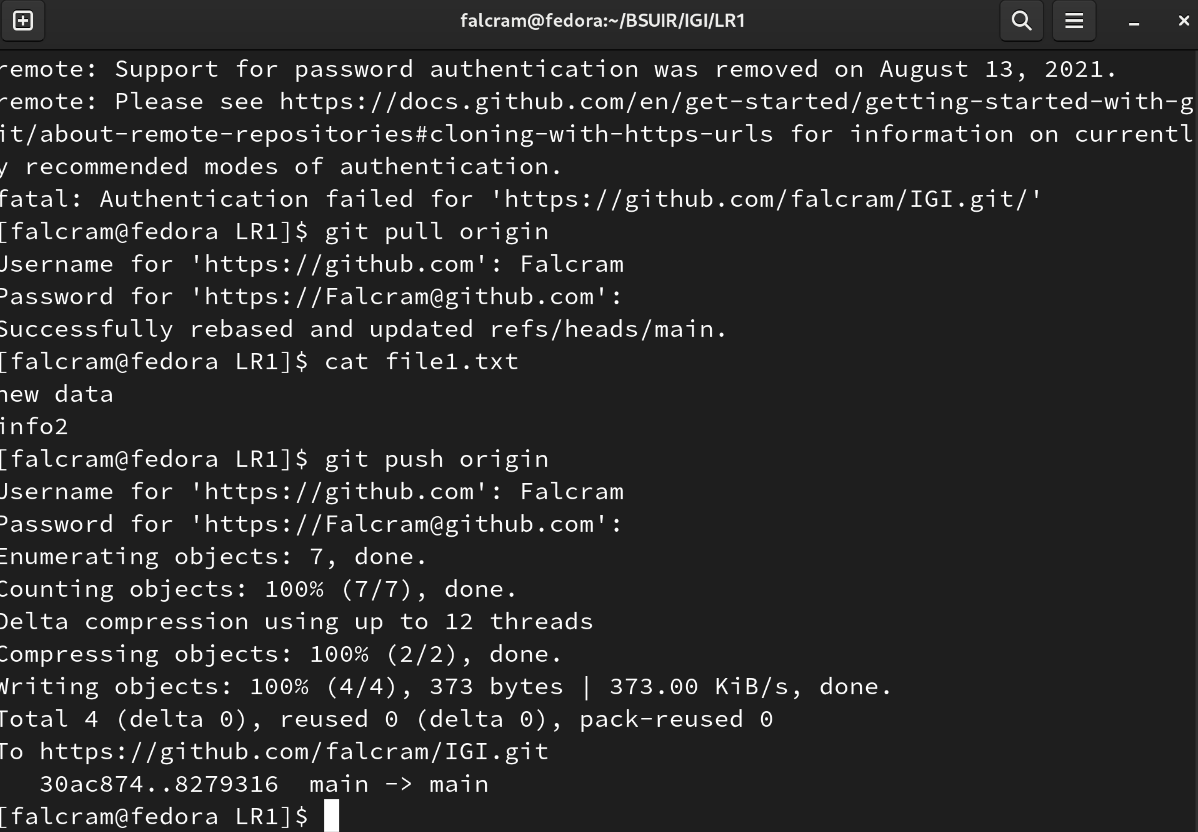 falcram@fedora:~/BSUIR/IGI/LR1
remote: Support for password authentication was removed on August 13, 2021.
remote: Please see https://docs.github.com/en/get-started/getting-started-with-g
it/about-remote-repositories#cloning-with-https-urls for information on currentl
y recommended modes of authentication.
fatal: Authentication failed for 'https://github.com/falcram/IGI.git/'
[falcram@fedora LR1]$ git pull origin
Username for 'https://github.com': Falcram
Password for 'https://Falcram@github.com':
Successfully rebased and updated refs/heads/main.
[falcram@fedora LR1]$ cat file1.txt
new data
info2
[falcram@fedora LR1]$ git push origin
Username for 'https://github.com': Falcram
Password for 'https://Falcram@github.com':
Enumerating objects: 7, done.
Counting objects: 100% (7/7), done.
Delta compression using up to 12 threads
Compressing objects: 100% (2/2), done.
Writing objects: 100% (4/4), 373 bytes | 373.00 KiB/s, done.
Total 4 (delta 0), reused 0 (delta 0), pack-reused 0
To https://github.com/falcram/IGI.git
   30ac874..8279316  main -> main
[falcram@fedora LR1]$